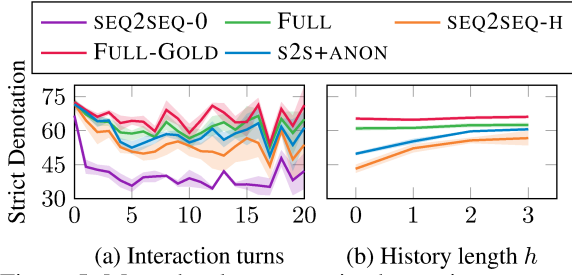 SEQ2SEQ-0 FULL SEQ2SEQ-H
FULL-GOLD S2S+ANON
Strict Denotation
75
60
45
30
0 5 10 15 20
0 1 2 3
(a) Interaction turns (b) History length h